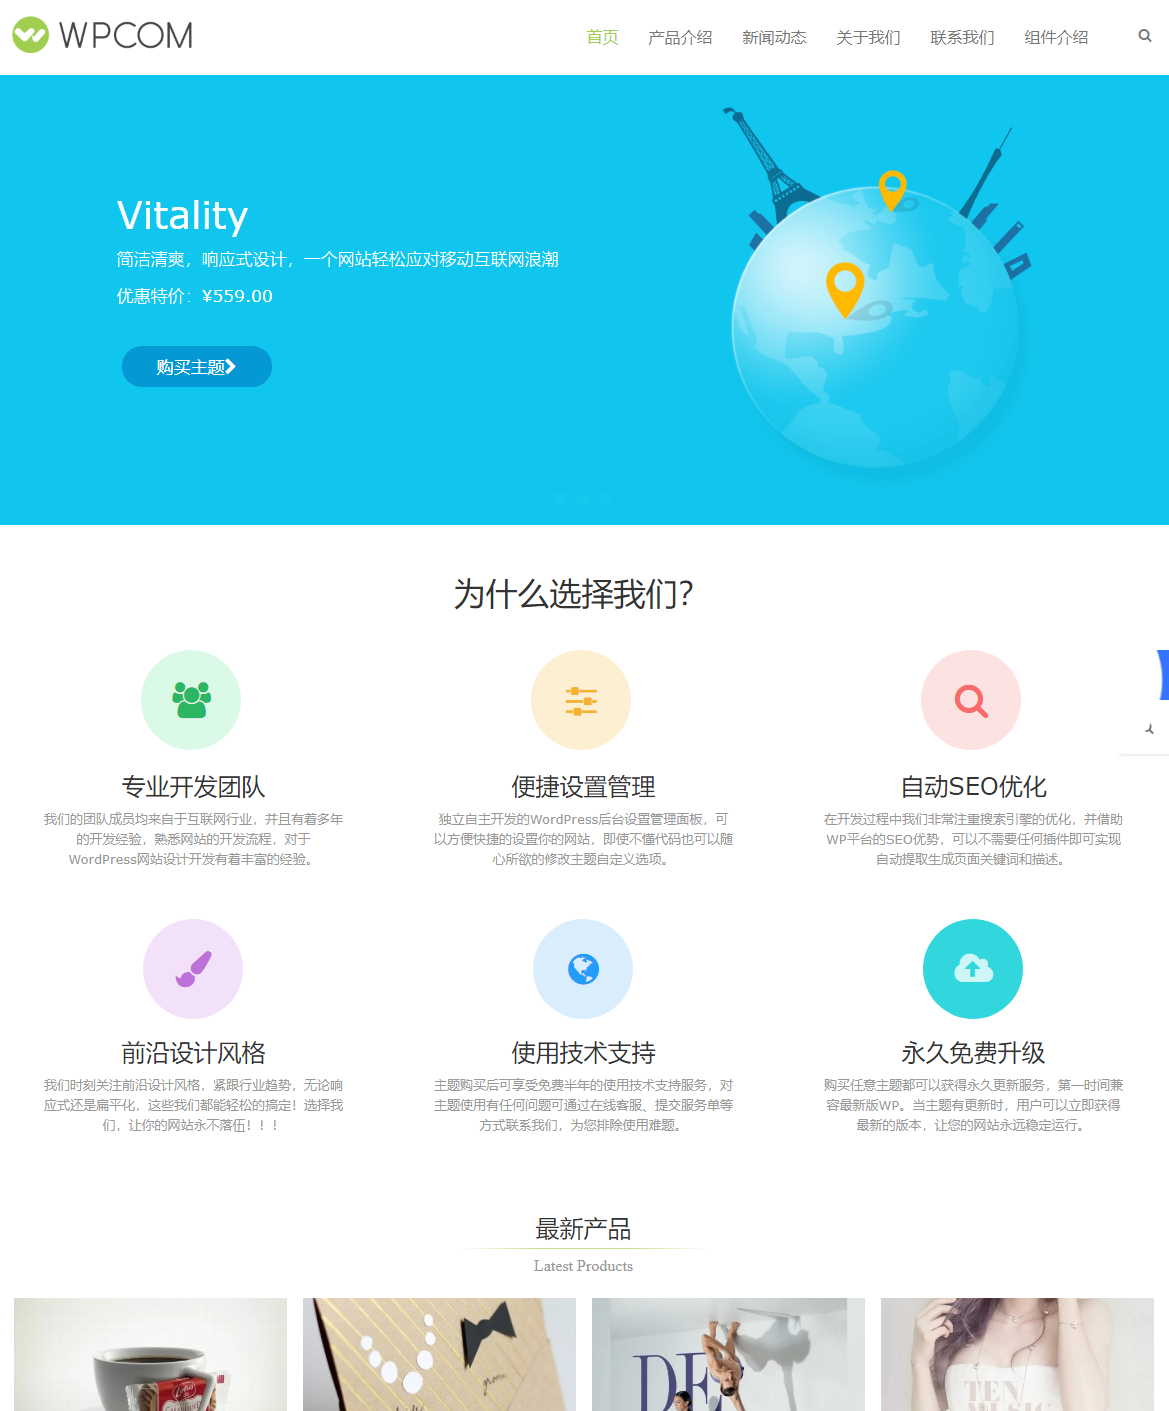 WPCOM
首页 产品介绍 新闻动态 关于我们 联系我们 组件介绍
Vitality
简洁清爽，响应式设计，一个网站轻松应对移动互联网浪潮
优惠特价：¥559.00
购买主题
为什么选择我们？
专业开发团队
我们的团队成员均来自于互联网行业，并且有着多年
的开发经验，熟悉网站的开发流程，对于
WordPress网站设计开发有着丰富的经验。
便捷设置管理
独立自主开发的WordPress后台设置管理面板，可
以方便快捷的设置你的网站，即使不懂代码也可以随
心所欲的修改主题自定义选项。
自动SEO优化
在开发过程中我们非常注重搜索引擎的优化，并借助
WP平台的SEO优势，可以不需要任何插件即可实现
自动提取生成页面关键词和描述。
前沿设计风格
我们时刻关注前沿设计风格，紧跟行业趋势，无论响
应式还是扁平化，这些我们都能轻松的搞定！选择我
们，让你的网站永不落伍！！！
使用技术支持
主题购买后可享受免费半年的使用技术支持服务，对
主题使用有任何问题可通过在线客服、提交服务单等
方式联系我们，为您排除使用难题。
永久免费升级
购买任意主题都可以获得永久更新服务，第一时间兼
容最新版WP。当主题有更新时，用户可以立即获得
最新的版本，让您的网站永远稳定运行。
最新产品
Latest Products
Lotus
groom
DES
TEN
MUSIC